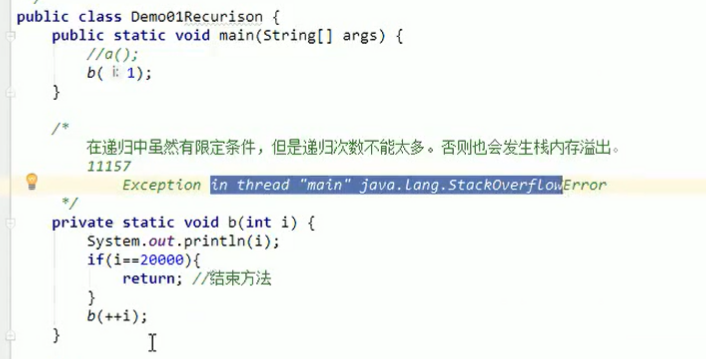 public class Demo01Recurison {
public static void main(String[] args) {
//a();
b( i: 1);
}
/*
在递归中虽然有限定条件，但是递归次数不能太多。否则也会发生栈内存溢出。
11157
Exception in thread "main" java.lang.StackOverflowError
*/
private static void b(int i) {
System.out.println(i);
if(i==20000){
return; //结束方法
}
b(++i);
}